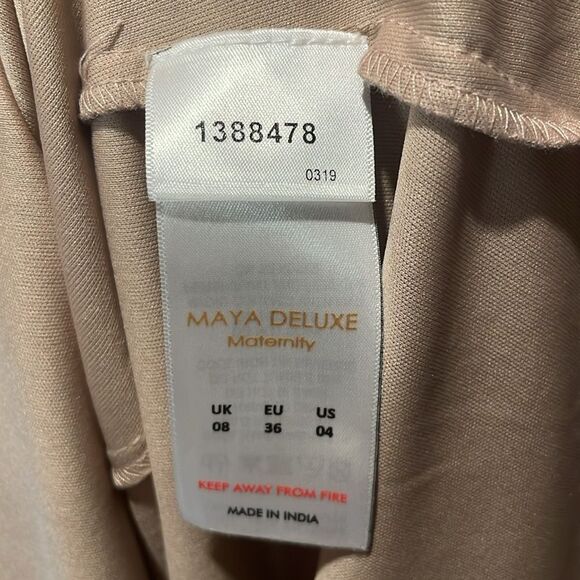 1388478
0319
MAYA DELUXE
Maternity
UK EU US
08 36 04
KEEP AWAY FROM FIRE
MADE IN INDIA